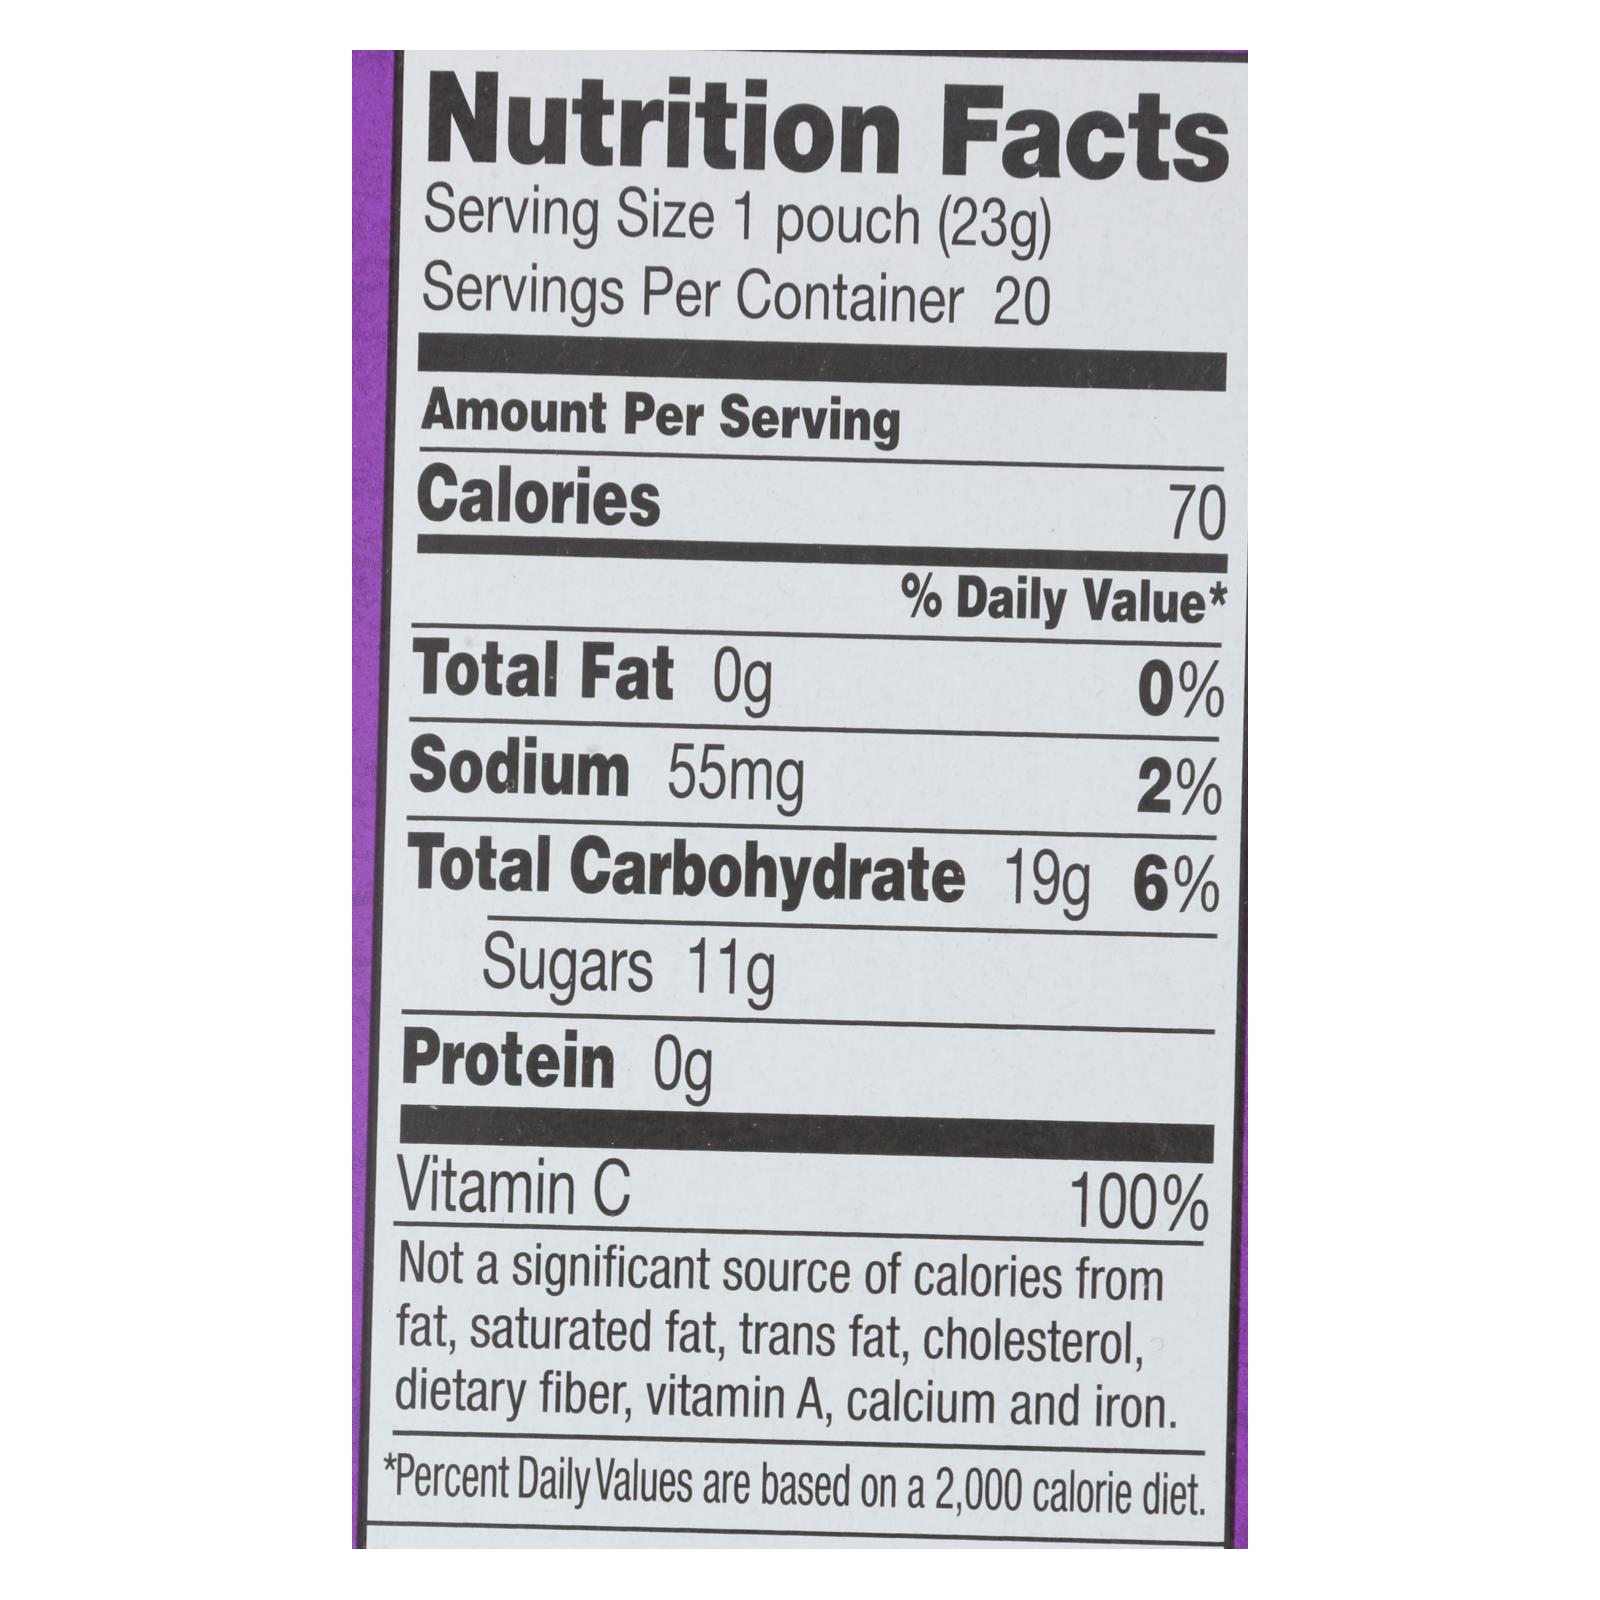 Nutrition Facts
Serving Size 1 pouch (23g)
Servings Per Container 20
Amount Per Serving
Calories 70
% Daily Value*
Total Fat 0g 0%
Sodium 55mg 2%
Total Carbohydrate 19g 6%
Sugars 11g
Protein 0g
Vitamin C 100%
Not a significant source of calories from
fat, saturated fat, trans fat, cholesterol,
dietary fiber, vitamin A, calcium and iron.
*Percent Daily Values are based on a 2,000 calorie diet.